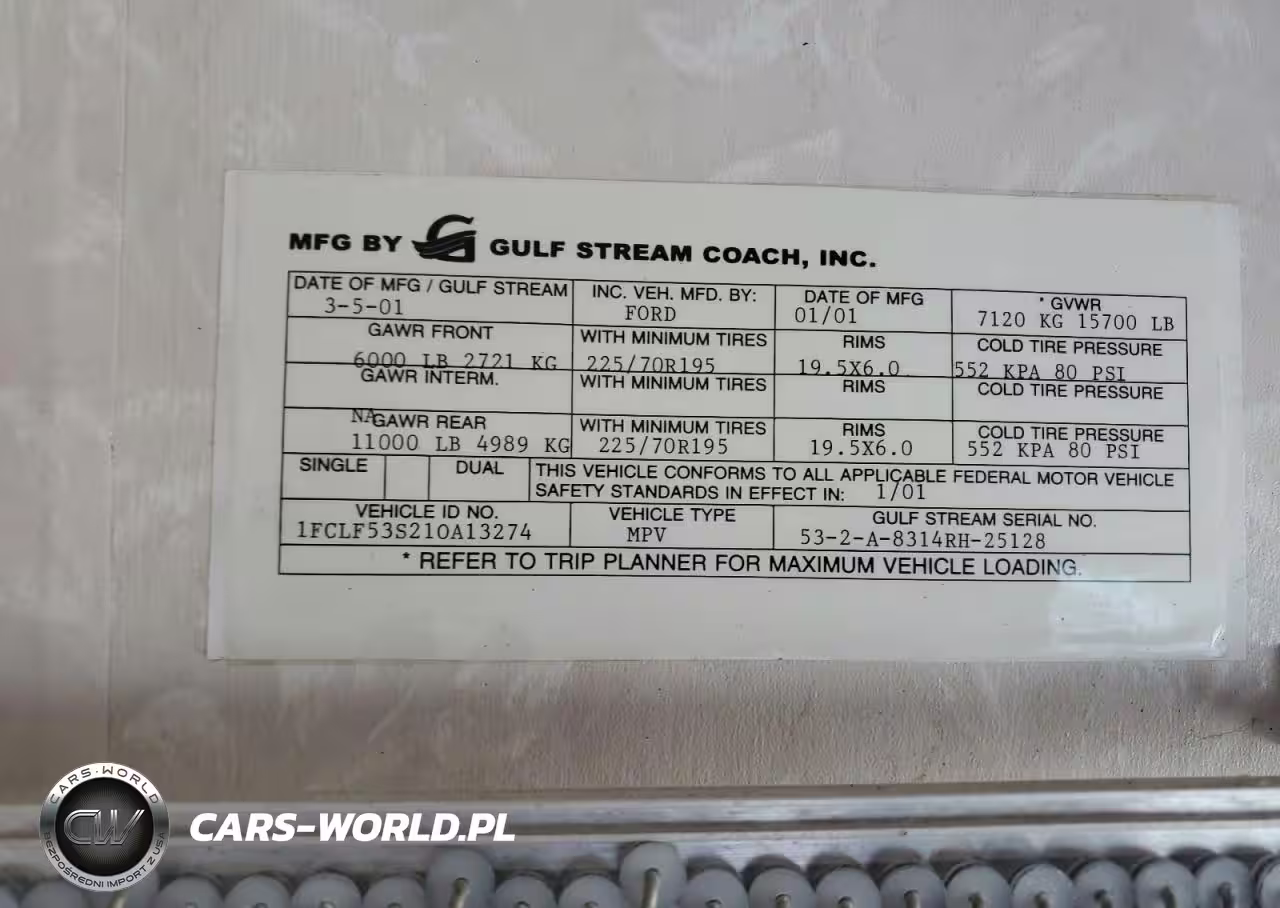 MFG BY GULF STREAM COACH, INC.
DATE OF MFG / GULF STREAM INC. VEH. MFD. BY: DATE OF MFG * GVWR
3-5-01 FORD 01/01 7120 KG 15700 LB
GAWR FRONT WITH MINIMUM TIRES RIMS COLD TIRE PRESSURE
6000 LB 2721 KG 225/70R195 19.5X6.0 552 KPA 80 PSI
GAWR INTERM. WITH MINIMUM TIRES RIMS COLD TIRE PRESSURE
NA
GAWR REAR WITH MINIMUM TIRES RIMS COLD TIRE PRESSURE
11000 LB 4989 KG 225/70R195 19.5X6.0 552 KPA 80 PSI
SINGLE DUAL THIS VEHICLE CONFORMS TO ALL APPLICABLE FEDERAL MOTOR VEHICLE
SAFETY STANDARDS IN EFFECT IN: 1/01
VEHICLE ID NO. VEHICLE TYPE GULF STREAM SERIAL NO.
1FCLF53S210A13274 MPV 53-2-A-8314RH-25128
* REFER TO TRIP PLANNER FOR MAXIMUM VEHICLE LOADING.
CARS-WORLD
CW
BEZPOŚREDNI IMPORT Z USA
CARS-WORLD.PL